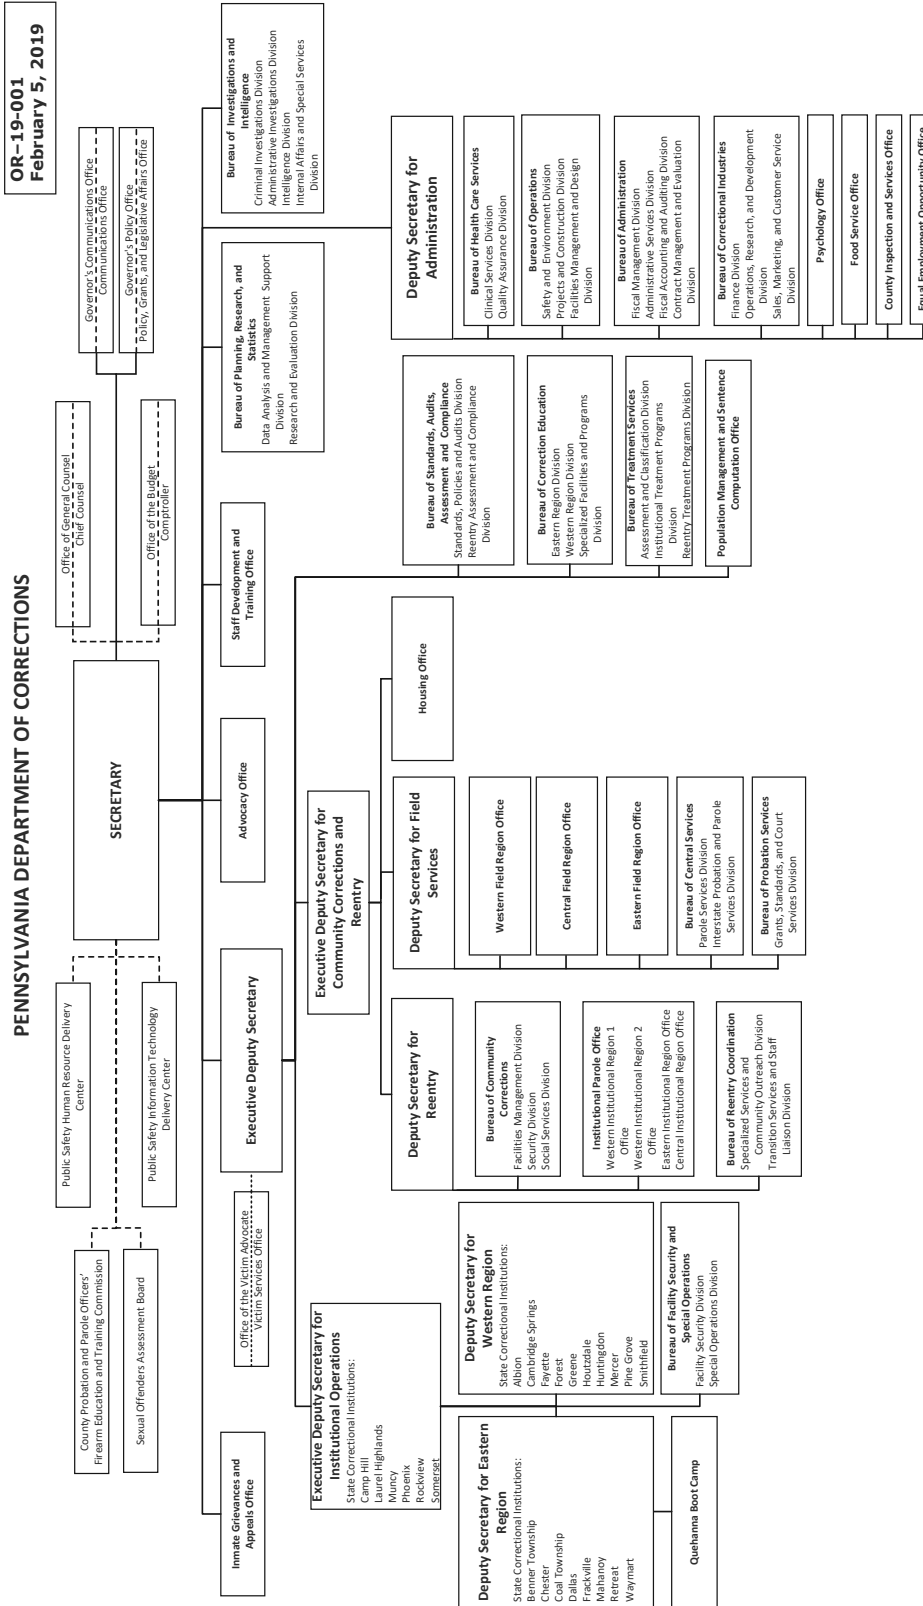 OR–19-001
February 5, 2019
PENNSYLVANIA DEPARTMENT OF CORRECTIONS
County Probation and Parole Officers'
Firearm Education and Training Commission
Sexual Offenders Assessment Board
Public Safety Human Resource Delivery
Center
Public Safety Information Technology
Delivery Center
SECRETARY
Office of General Counsel
Chief Counsel
Office of the Budget
Comptroller
Governor's Communications Office
Communications Office
Governor's Policy Office
Policy, Grants, and Legislative Affairs Office
Inmate Grievances and
Appeals Office
Office of the Victim Advocate
Victim Services Office
Executive Deputy Secretary
Advocacy Office
Staff Development and
Training Office
Bureau of Planning, Research, and
Statistics
Data Analysis and Management Support
Division
Research and Evaluation Division
Bureau of Investigations and
Intelligence
Criminal Investigations Division
Administrative Investigations Division
Intelligence Division
Internal Affairs and Special Services
Division
Executive Deputy Secretary for
Institutional Operations
State Correctional Institutions:
Camp Hill
Laurel Highlands
Muncy
Phoenix
Rockview
Somerset
Executive Deputy Secretary for
Community Corrections and
Reentry
Deputy Secretary for Eastern
Region
State Correctional Institutions:
Benner Township
Chester
Coal Township
Dallas
Frackville
Mahanoy
Retreat
Waymart
Quehanna Boot Camp
Deputy Secretary for
Western Region
State Correctional Institutions:
Albion
Cambridge Springs
Fayette
Forest
Greene
Houtzdale
Huntingdon
Mercer
Pine Grove
Smithfield
Bureau of Facility Security and
Special Operations
Facility Security Division
Special Operations Division
Deputy Secretary for
Reentry
Bureau of Community
Corrections
Facilities Management Division
Security Division
Social Services Division
Institutional Parole Office
Western Institutional Region 1
Office
Western Institutional Region 2
Office
Eastern Institutional Region Office
Central Institutional Region Office
Bureau of Reentry Coordination
Specialized Services and
Community Outreach Division
Transition Services and Staff
Liaison Division
Deputy Secretary for Field
Services
Western Field Region Office
Central Field Region Office
Eastern Field Region Office
Bureau of Central Services
Parole Services Division
Interstate Probation and Parole
Services Division
Bureau of Probation Services
Grants, Standards, and Court
Services Division
Housing Office
Bureau of Standards, Audits,
Assessment and Compliance
Standards, Policies and Audits Division
Reentry Assessment and Compliance
Division
Bureau of Correction Education
Eastern Region Division
Western Region Division
Specialized Facilities and Programs
Division
Bureau of Treatment Services
Assessment and Classification Division
Institutional Treatment Programs
Division
Reentry Treatment Programs Division
Population Management and Sentence
Computation Office
Deputy Secretary for
Administration
Bureau of Health Care Services
Clinical Services Division
Quality Assurance Division
Bureau of Operations
Safety and Environment Division
Projects and Construction Division
Facilities Management and Design
Division
Bureau of Administration
Fiscal Management Division
Administrative Services Division
Fiscal Accounting and Auditing Division
Contract Management and Evaluation
Division
Bureau of Correctional Industries
Finance Division
Operations, Research, and Development
Division
Sales, Marketing, and Customer Service
Division
Psychology Office
Food Service Office
County Inspection and Services Office
Equal Employment Opportunity Office